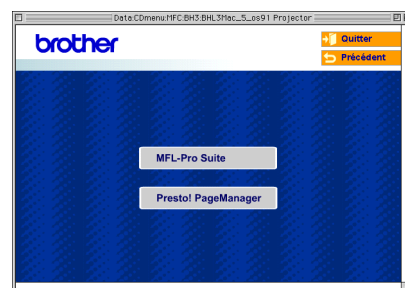 Data:CDmenu:MFC:BH3:BHL3Mac_5_os91 Projector
brother
Quitter
Précédent
MFL-Pro Suite
Presto! PageManager